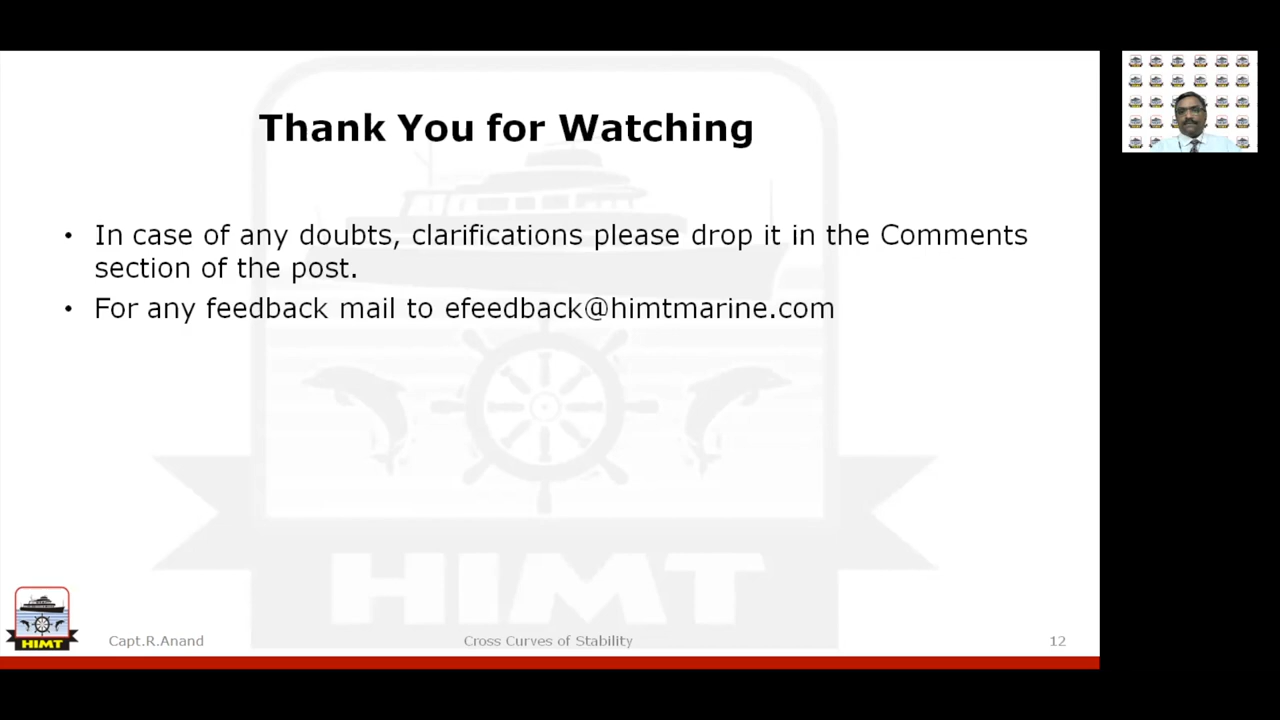 Thank You for Watching
• In case of any doubts, clarifications please drop it in the Comments
section of the post.
• For any feedback mail to efeedback@himtmarine.com
HIMT
HIMT
Capt.R.Anand
Cross Curves of Stability
12